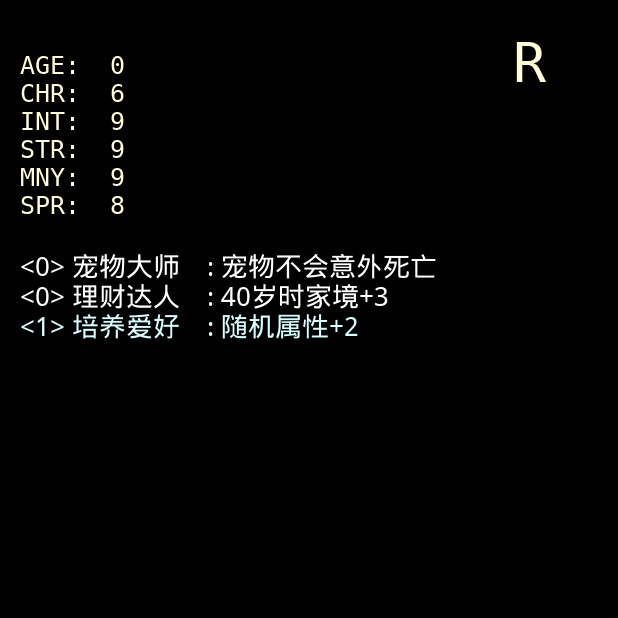 R
AGE: 0
CHR: 6
INT: 9
STR: 9
MNY: 9
SPR: 8
<0> 宠物大师 : 宠物不会意外死亡
<0> 理财达人 : 40岁时家境+3
<1> 培养爱好 : 随机属性+2